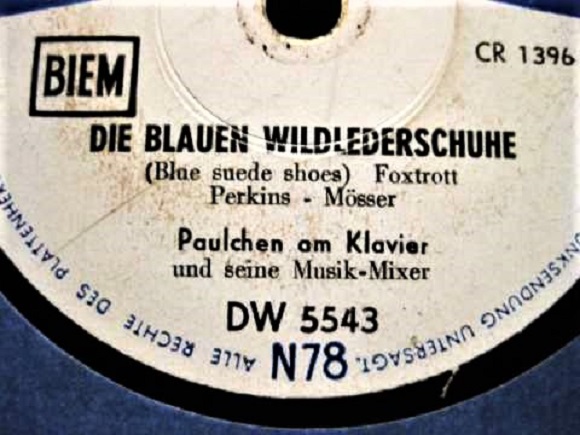 BIEM
CR 1396
DIE BLAUEN WILDLEDERSCHUHE
(Blue suede shoes) Foxtrott
Perkins - Mösser
Paulchen am Klavier
und seine Musik-Mixer
DW 5543
N78
ALLE RECHTE DES PLATTENHER
UNKSENDUNG UNTERSAGT.